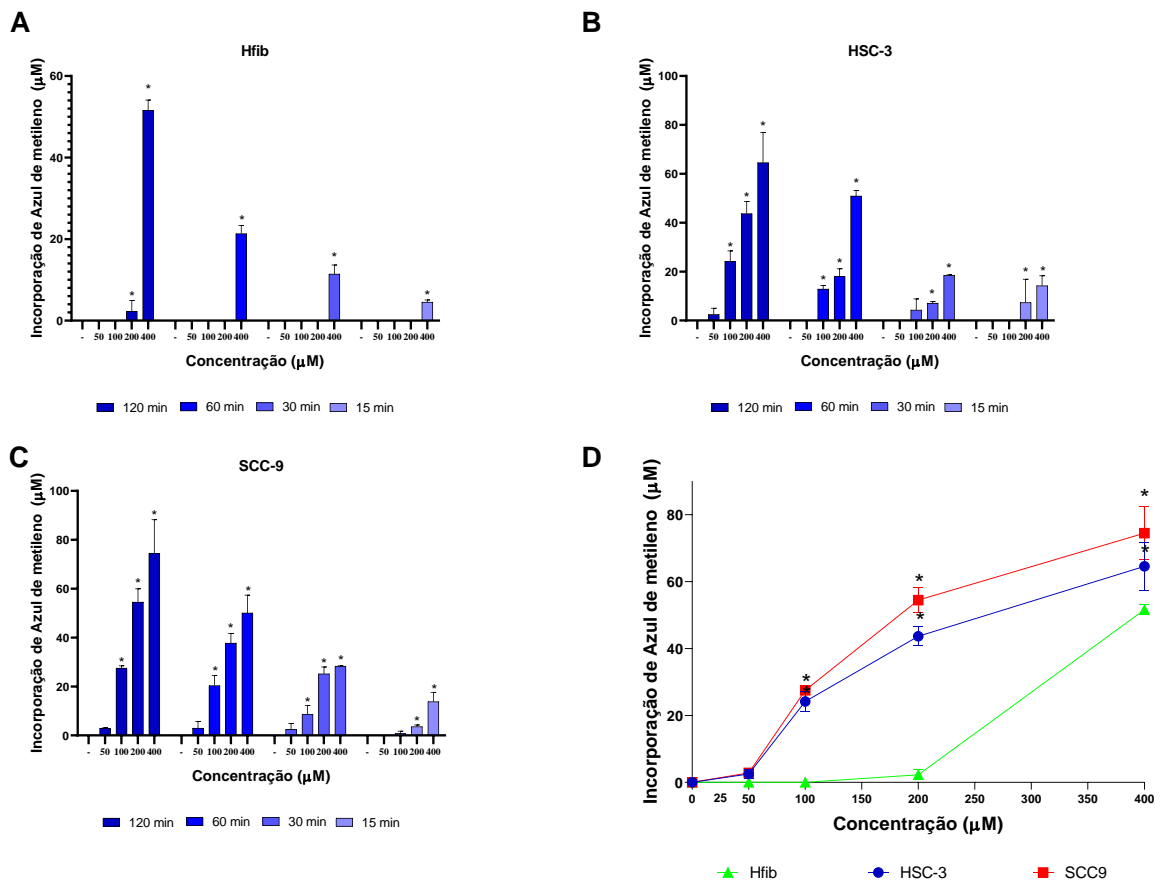 A
Hfib
Incorporação de Azul de metileno (µM)
60
40
20
0
- 50 100 200 400 - 50 100 200 400 - 50 100 200 400 - 50 100 200 400
Concentração (µM)
120 min 60 min 30 min 15 min
B
HSC-3
Incorporação de Azul de metileno (µM)
100
80
60
40
20
0
- 50 100 200 400 - 50 100 200 400 - 50 100 200 400 - 50 100 200 400
Concentração (µM)
120 min 60 min 30 min 15 min
C
SCC-9
Incorporação de Azul de metileno (µM)
100
80
60
40
20
0
- 50 100 200 400 - 50 100 200 400 - 50 100 200 400 - 50 100 200 400
Concentração (µM)
120 min 60 min 30 min 15 min
D
Incorporação de Azul de metileno (µM)
80
60
40
20
0
0 25 50 100 150 200 250 300 350 400
Concentração (µM)
Hfib HSC-3 SCC9